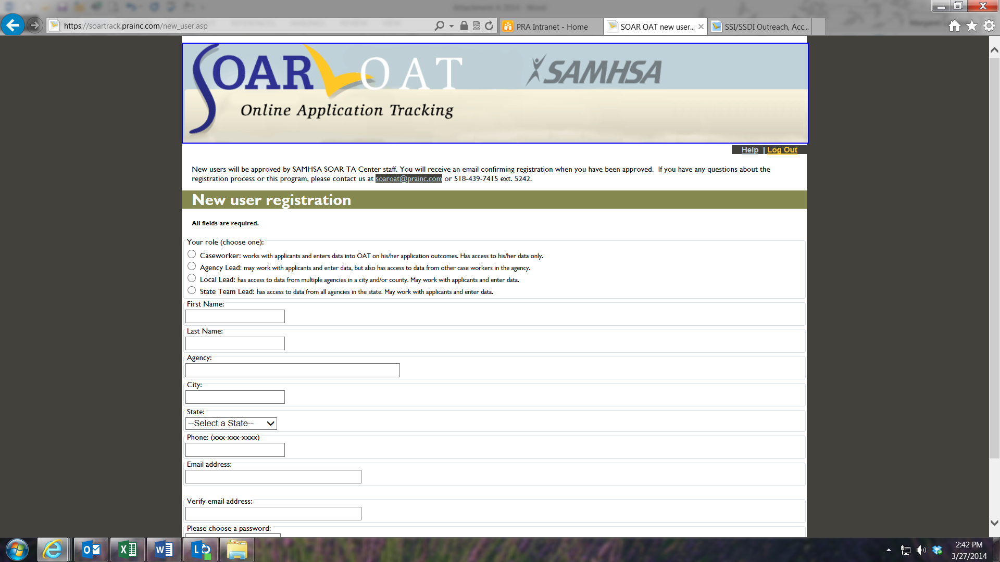 Attachment A 2014 - Word
https://soartrack.prainc.com/new_user.asp
PRA Intranet - Home
SOAR OAT new user...
SSI/SSDI Outreach, Acc...
SOAR OAT
SAMHSA
Online Application Tracking
Help | Log Out
New users will be approved by SAMHSA SOAR TA Center staff. You will receive an email confirming registration when you have been approved. If you have any questions about the
registration process or this program, please contact us at soaroat@prainc.com or 518-439-7415 ext. 5242.
New user registration
All fields are required.
Your role (choose one):
Caseworker: works with applicants and enters data into OAT on his/her application outcomes. Has access to his/her data only.
Agency Lead: may work with applicants and enter data, but also has access to data from other case workers in the agency.
Local Lead: has access to data from multiple agencies in a city and/or county. May work with applicants and enter data.
State Team Lead: has access to data from all agencies in the state. May work with applicants and enter data.
First Name:
Last Name:
Agency:
City:
State:
--Select a State--
Phone: (xxx-xxx-xxxx)
Email address:
Verify email address:
Please choose a password:
2:42 PM
3/27/2014